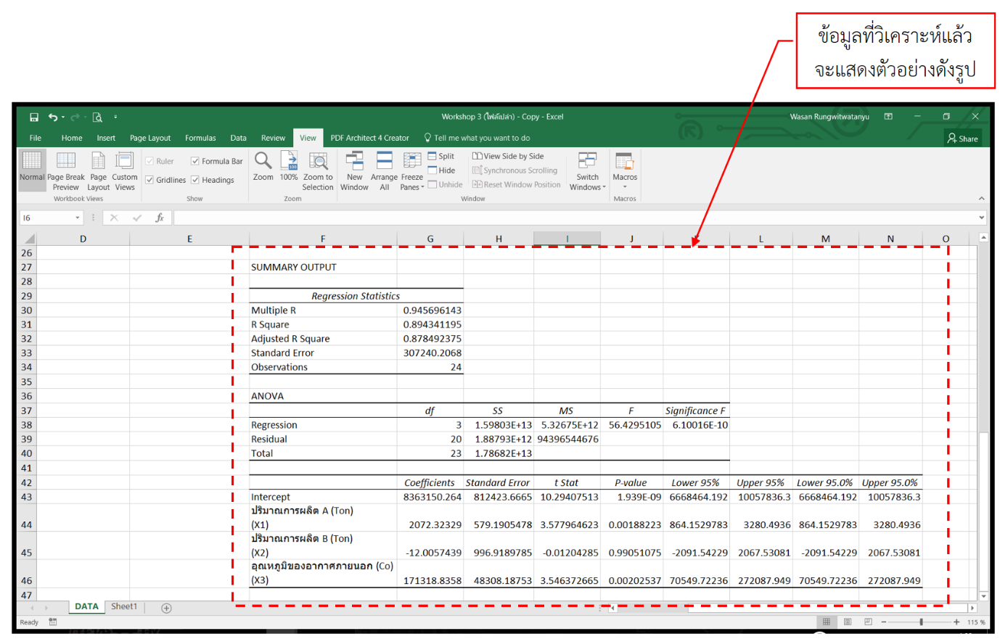 ข้อมูลที่วิเคราะห์แล้ว
จะแสดงตัวอย่างดังรูป
Workshop 3 (ไฟล์เปล่า) - Copy - Excel
Wasan Rungwitwatanyu
File Home Insert Page Layout Formulas Data Review View PDF Architect 4 Creator Tell me what you want to do Share
Ruler Formula Bar Split View Side by Side
Gridlines Headings Hide Synchronous Scrolling
Unhide Reset Window Position
Normal Page Break Preview Page Layout Custom Views Zoom 100% Zoom to Selection New Window Arrange All Freeze Panes Switch Windows Macros
Workbook Views Show Zoom Window Macros
I6 fx
D E F G H I J L M N O
26
27 SUMMARY OUTPUT
28
29 Regression Statistics
30 Multiple R 0.945696143
31 R Square 0.894341195
32 Adjusted R Square 0.878492375
33 Standard Error 307240.2068
34 Observations 24
35
36 ANOVA
37 df SS MS F Significance F
38 Regression 3 1.59803E+13 5.32675E+12 56.4295105 6.10016E-10
39 Residual 20 1.88793E+12 94396544676
40 Total 23 1.78682E+13
41
42 Coefficients Standard Error t Stat P-value Lower 95% Upper 95% Lower 95.0% Upper 95.0%
43 Intercept 8363150.264 812423.6665 10.29407513 1.939E-09 6668464.192 10057836.3 6668464.192 10057836.3
ปริมาณการผลิต A (Ton)
44 (X1) 2072.32329 579.1905478 3.577964623 0.00188223 864.1529783 3280.4936 864.1529783 3280.4936
ปริมาณการผลิต B (Ton)
45 (X2) -12.0057439 996.9189785 -0.01204285 0.99051075 -2091.54229 2067.53081 -2091.54229 2067.53081
อุณหภูมิของอากาศภายนอก (Co)
46 (X3) 171318.8358 48308.18753 3.546372665 0.00202537 70549.72236 272087.949 70549.72236 272087.949
47
DATA Sheet1
Ready 115 %